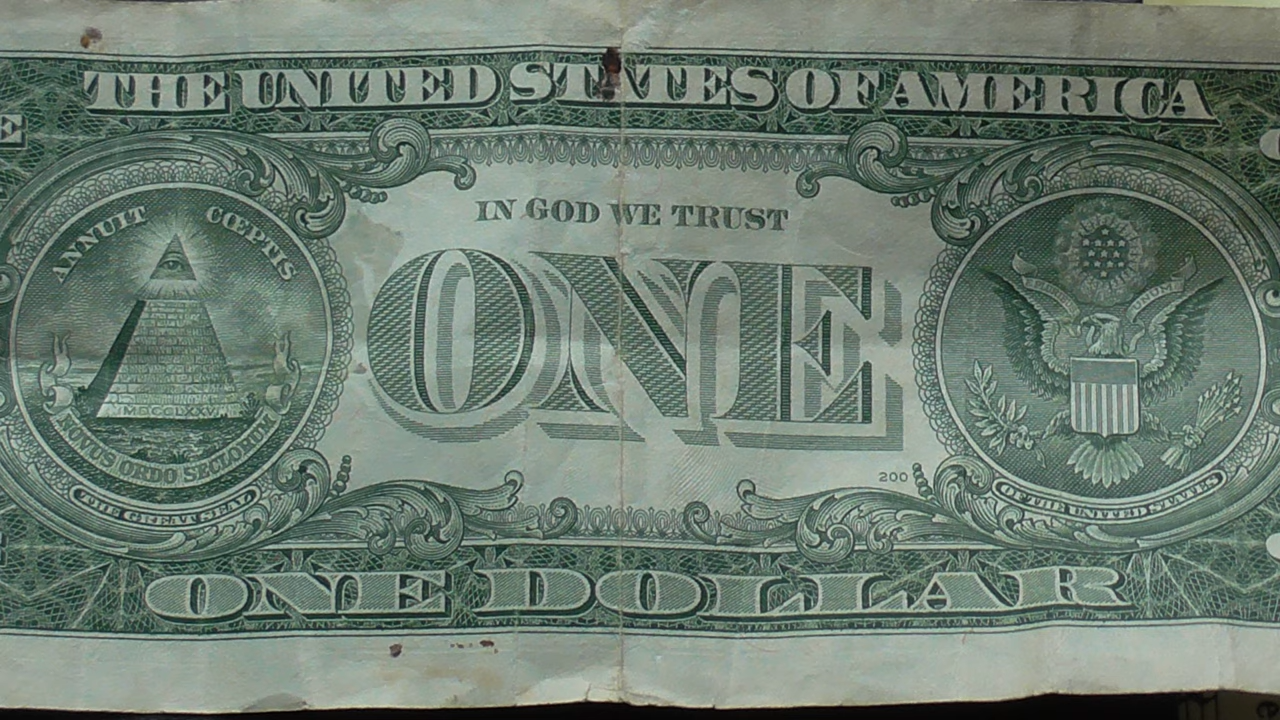 THE UNITED STATES OF AMERICA
E
ANNUIT CŒPTIS
IN GOD WE TRUST
ONE
UNUM
MDCCLXXVI
NOVUS ORDO SECLORUM
200
THE GREAT SEAL
OF THE UNITED STATES
ONE DOLLAR